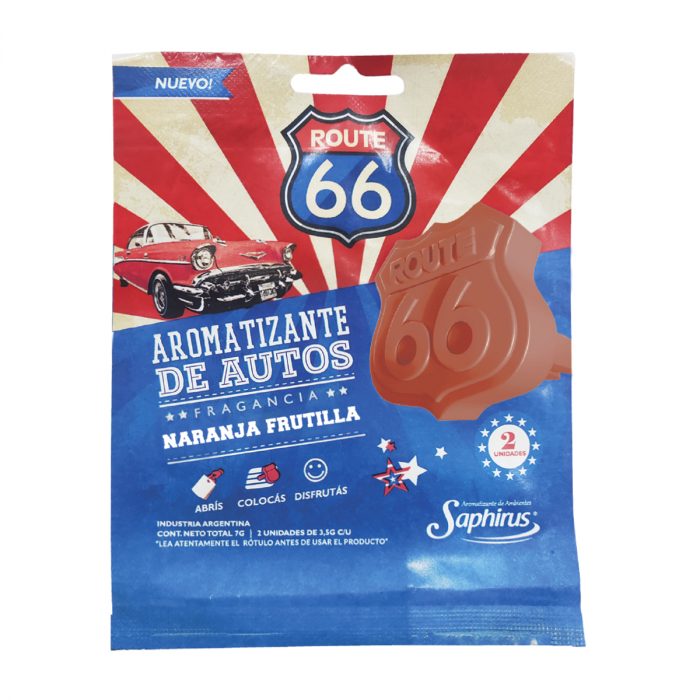 NUEVO!
ROUTE
66
ROUTE
66
AROMATIZANTE
DE AUTOS
FRAGANCIA
NARANJA FRUTILLA
2
UNIDADES
ABRÍS
COLOCÁS
DISFRUTÁS
Aromatizante de Ambientes
Saphirus®
INDUSTRIA ARGENTINA
CONT. NETO TOTAL 7G | 2 UNIDADES DE 3,5G C/U
"LEA ATENTAMENTE EL RÓTULO ANTES DE USAR EL PRODUCTO"